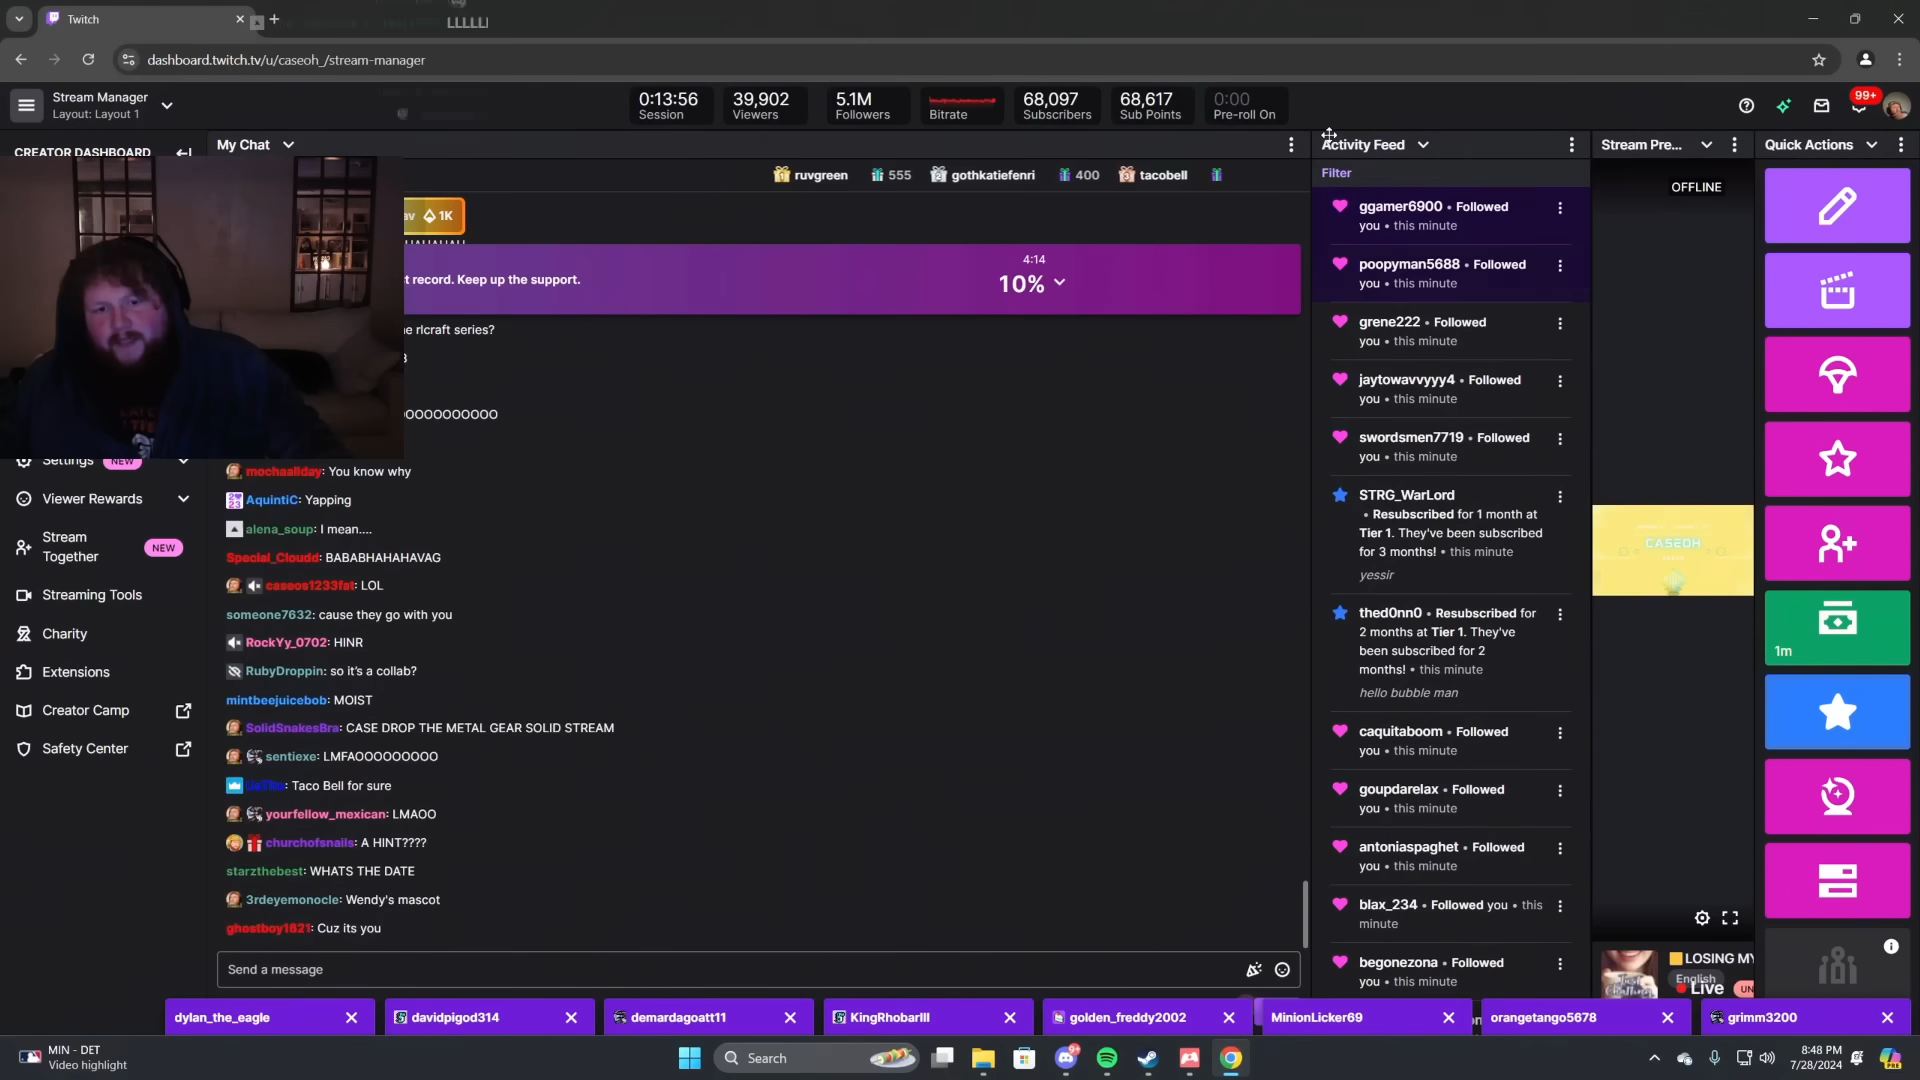 Twitch
LLLLLI
dashboard.twitch.tv/u/caseoh_/stream-manager
Stream Manager
Layout: Layout 1
0:13:56
Session
39,902
Viewers
5.1M
Followers
Bitrate
68,097
Subscribers
68,617
Sub Points
0:00
Pre-roll On
99+
CREATOR DASHBOARD
Settings NEW
Viewer Rewards
Stream
Together
NEW
Streaming Tools
Charity
Extensions
Creator Camp
Safety Center
My Chat
ruvgreen 555 gothkatiefenri 400 tacobell
av 1K
t record. Keep up the support.
4:14
10%
e rlcraft series?
OOOOOOOOOOO
mochaallday: You know why
AquintiC: Yapping
alena_soup: I mean....
Special_Cloudd: BABABHAHAHAVAG
caseos1233fat: LOL
someone7632: cause they go with you
RockYy_0702: HINR
RubyDroppin: so it's a collab?
mintbeejuicebob: MOIST
SolidSnakesBra: CASE DROP THE METAL GEAR SOLID STREAM
sentiexe: LMFAOOOOOOOOO
: Taco Bell for sure
yourfellow_mexican: LMAOO
churchofsnails: A HINT????
starzthebest: WHATS THE DATE
3rdeyemonocle: Wendy's mascot
ghostboy1621: Cuz its you
Send a message
Activity Feed
Filter
ggamer6900 • Followed
you • this minute
poopyman5688 • Followed
you • this minute
grene222 • Followed
you • this minute
jaytowavvyyy4 • Followed
you • this minute
swordsmen7719 • Followed
you • this minute
STRG_WarLord
• Resubscribed for 1 month at
Tier 1. They've been subscribed
for 3 months! • this minute
yessir
thed0nn0 • Resubscribed for
2 months at Tier 1. They've
been subscribed for 2
months! • this minute
hello bubble man
caquitaboom • Followed
you • this minute
goupdarelax • Followed
you • this minute
antoniaspaghet • Followed
you • this minute
blax_234 • Followed you • this
minute
begonezona • Followed
you • this minute
Stream Pre...
OFFLINE
CASEOH
LOSING MY
English
Live
UN
Quick Actions
1m
dylan_the_eagle
davidpigod314
demardagoatt11
KingRhobarIII
golden_freddy2002
MinionLicker69
orangetango5678
grimm3200
MIN - DET
Video highlight
Search
8:48 PM
7/28/2024